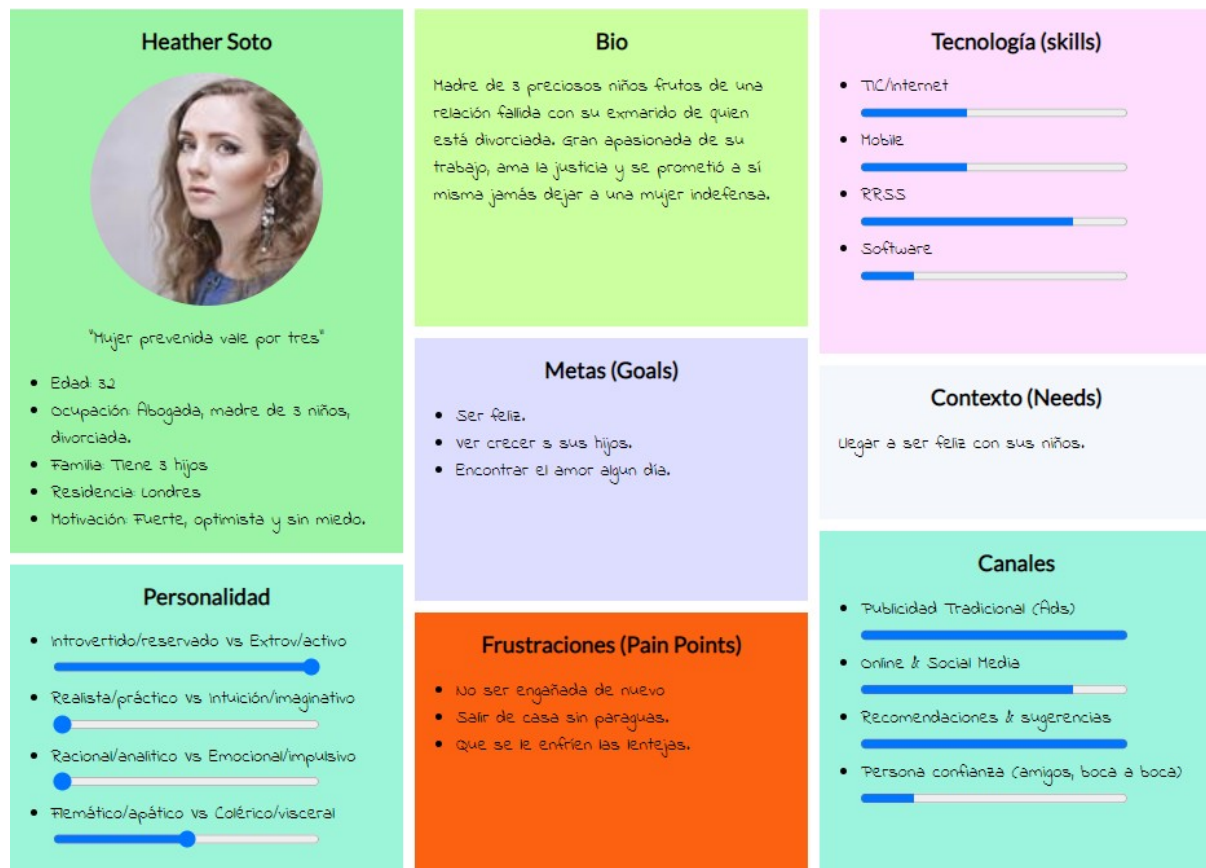 Heather Soto
"Mujer prevenida vale por tres"
Edad: 32
Ocupación: Abogada, madre de 3 niños,
divorciada.
Familia: Tiene 3 hijos
Residencia: Londres
Motivación: Fuerte, optimista y sin miedo.
Personalidad
Introvertido/reservado vs Extrov/activo
Realista/práctico vs Intuición/imaginativo
Racional/analítico vs Emocional/impulsivo
Flemático/apático vs Colérico/visceral
Bio
Madre de 3 preciosos niños frutos de una
relación fallida con su exmarido de quien
está divorciada. Gran apasionada de su
trabajo, ama la justicia y se prometió a sí
misma jamás dejar a una mujer indefensa.
Metas (Goals)
Ser feliz.
Ver crecer s sus hijos.
Encontrar el amor algun día.
Frustraciones (Pain Points)
No ser engañada de nuevo
Salir de casa sin paraguas.
Que se le enfríen las lentejas.
Tecnología (skills)
TIC/Internet
Mobile
RRSS
Software
Contexto (Needs)
Llegar a ser feliz con sus niños.
Canales
Publicidad Tradicional (Ads)
Online & Social Media
Recomendaciones & sugerencias
Persona confianza (amigos, boca a boca)